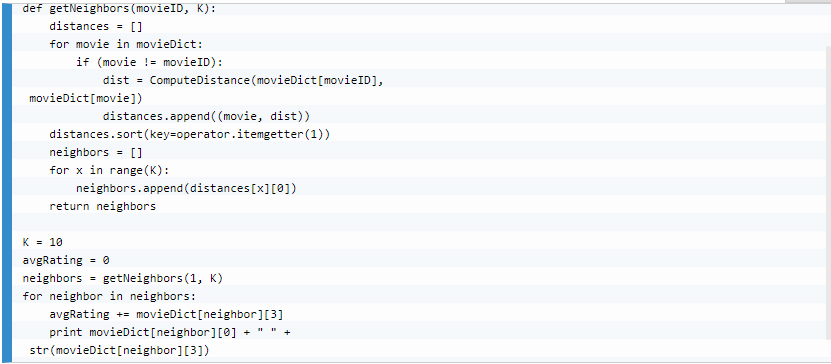 def getNeighbors(movieID, K):
    distances = []
    for movie in movieDict:
        if (movie != movieID):
            dist = ComputeDistance(movieDict[movieID],
 movieDict[movie])
            distances.append((movie, dist))
    distances.sort(key=operator.itemgetter(1))
    neighbors = []
    for x in range(K):
        neighbors.append(distances[x][0])
    return neighbors

K = 10
avgRating = 0
neighbors = getNeighbors(1, K)
for neighbor in neighbors:
    avgRating += movieDict[neighbor][3]
    print movieDict[neighbor][0] + " " +
 str(movieDict[neighbor][3])